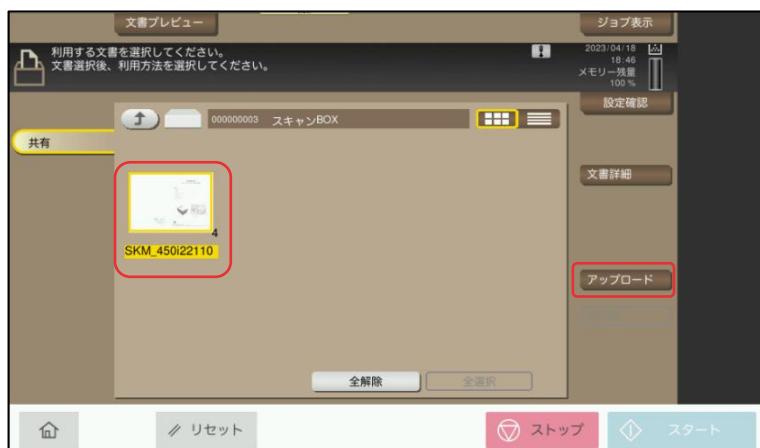 文書プレビュー
ジョブ表示
利用する文書を選択してください。
文書選択後、利用方法を選択してください。
2023/04/18
18:46
メモリー残量
100 %
設定確認
000000003 スキャンBOX
共有
文書詳細
4
SKM_450i22110
アップロード
全解除
全選択
リセット
ストップ
スタート